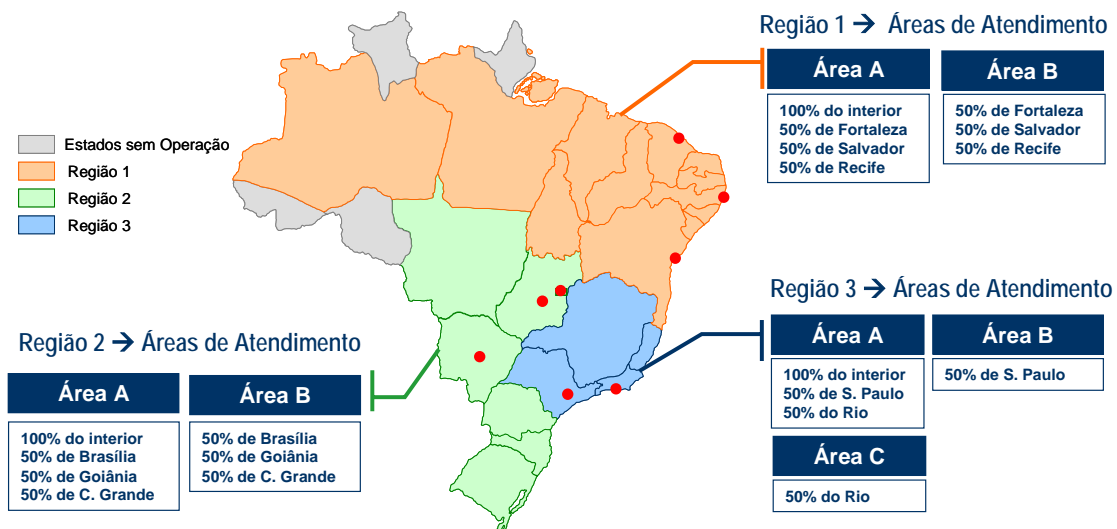 Região 1 → Áreas de Atendimento
Área A
100% do interior
50% de Fortaleza
50% de Salvador
50% de Recife
Área B
50% de Fortaleza
50% de Salvador
50% de Recife
Estados sem Operação
Região 1
Região 2
Região 3
Região 2 → Áreas de Atendimento
Área A
100% do interior
50% de Brasília
50% de Goiânia
50% de C. Grande
Área B
50% de Brasília
50% de Goiânia
50% de C. Grande
Região 3 → Áreas de Atendimento
Área A
100% do interior
50% de S. Paulo
50% do Rio
Área B
50% de S. Paulo
Área C
50% do Rio